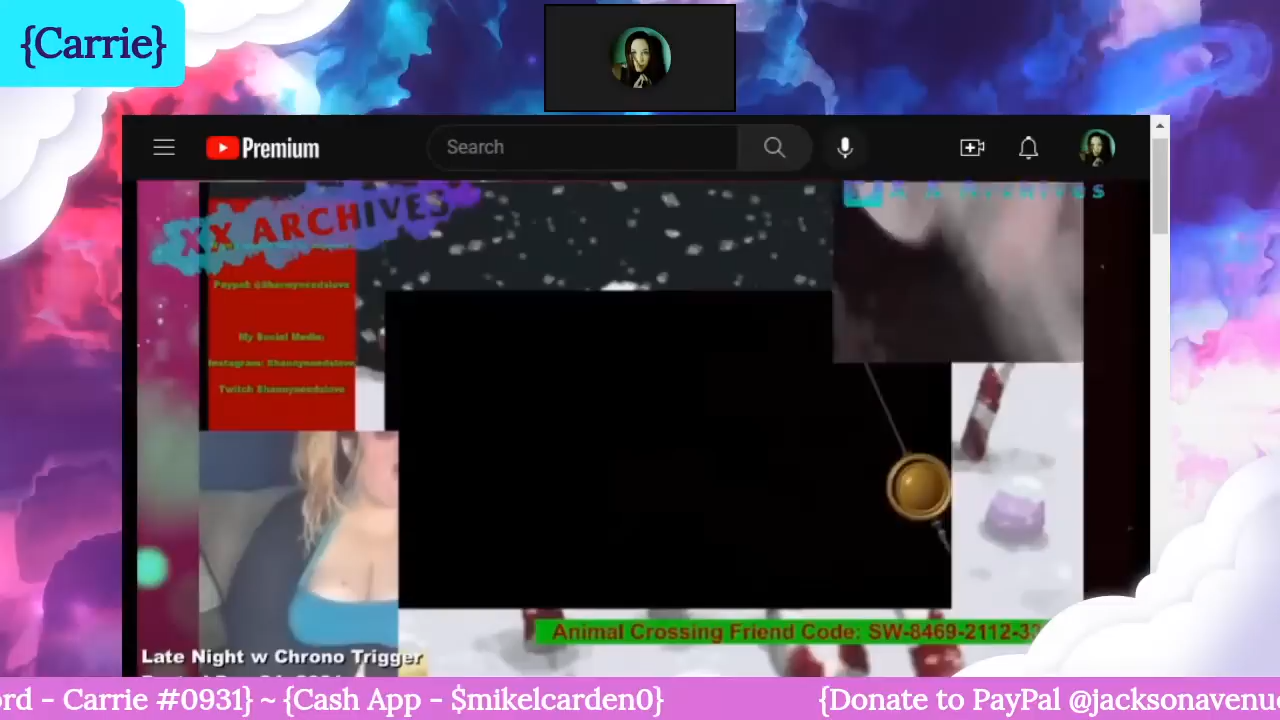 {Carrie}
Premium
Search
XX ARCHIVES
X X Archives
Paypal: @Shannyneedslove
My Social Media:
Instagram: Shannyneedslove
Twitch Shannyneedslove
Animal Crossing Friend Code: SW-8469-2112-33
Late Night w Chrono Trigger
ord - Carrie #0931} ~ {Cash App - $mikelcarden0}
{Donate to PayPal @jacksonavenue